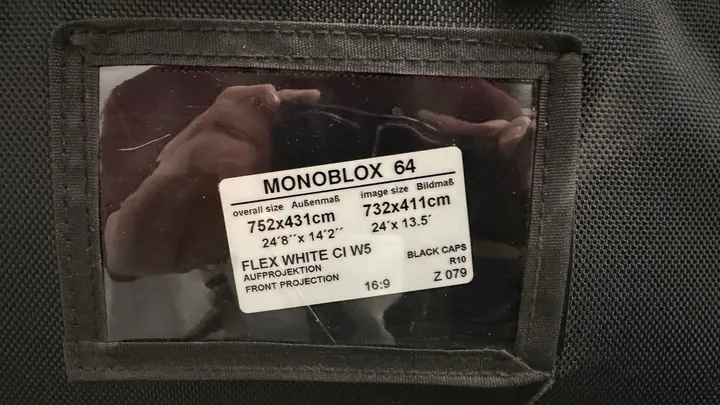 MONOBLOX 64
overall size Außenmaß image size Bildmaß
752x431cm 732x411cm
24´8´´x 14´2´´ 24´x 13.5´
FLEX WHITE CI W5 BLACK CAPS
AUFPROJEKTION R10
FRONT PROJECTION 16:9 Z 079